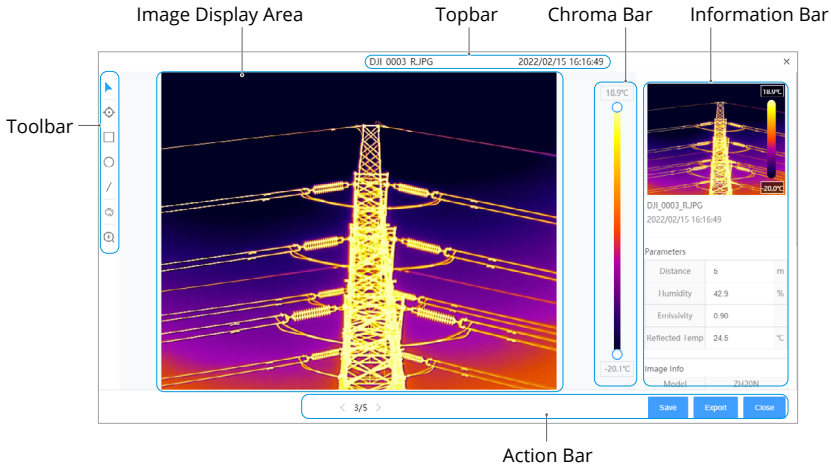 Image Display Area
Topbar
Chroma Bar
Information Bar
DJI_0003_R.JPG 2022/02/15 16:16:49
Toolbar
18.9℃
18.9℃
-20.0℃
DJI_0003_R.JPG
2022/02/15 16:16:49
Parameters
Distance m
Humidity 42.9 %
Emissivity 0.90
Reflected Temp 24.5 ℃
-20.1℃
Image Info
Model ZH20N
3/5
Save Export Close
Action Bar